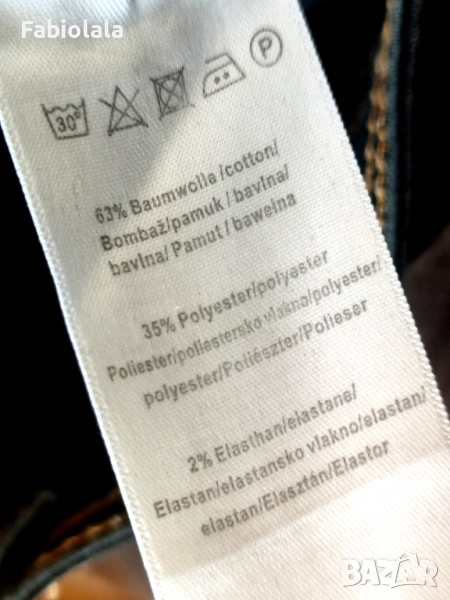 Fabiolala
30°
P
63% Baumwolle /cotton/
Bombaž/pamuk / bavlna/
bavlna/ Pamut / bawelna
35% Polyester/polyester
Poliester/poliestersko vlakno/polyester/
polyester/Poliészter/Polieser
2% Elasthan/elastane/
Elastan/elastansko vlakno/elastan/
elastan/Elasztán/Elastor
BAZAR